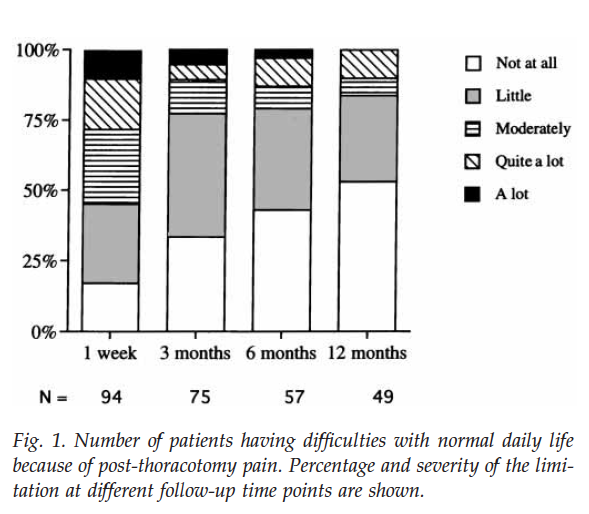 100%
75%
50%
25%
0%
Not at all
Little
Moderately
Quite a lot
A lot
1 week 3 months 6 months 12 months
N = 94 75 57 49
Fig. 1. Number of patients having difficulties with normal daily life
because of post-thoracotomy pain. Percentage and severity of the limi-
tation at different follow-up time points are shown.